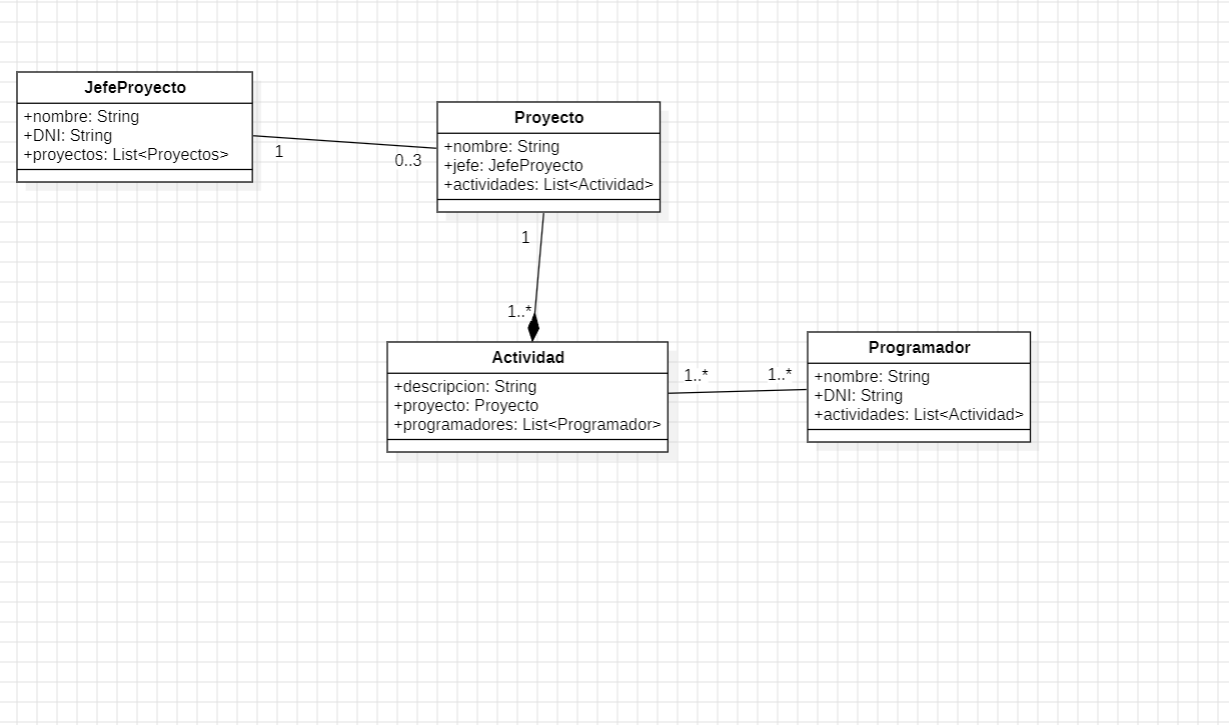 JefeProyecto
+nombre: String
+DNI: String
+proyectos: List<Proyectos>
1
0..3
Proyecto
+nombre: String
+jefe: JefeProyecto
+actividades: List<Actividad>
1
1..*
Actividad
+descripcion: String
+proyecto: Proyecto
+programadores: List<Programador>
1..*
1..*
Programador
+nombre: String
+DNI: String
+actividades: List<Actividad>